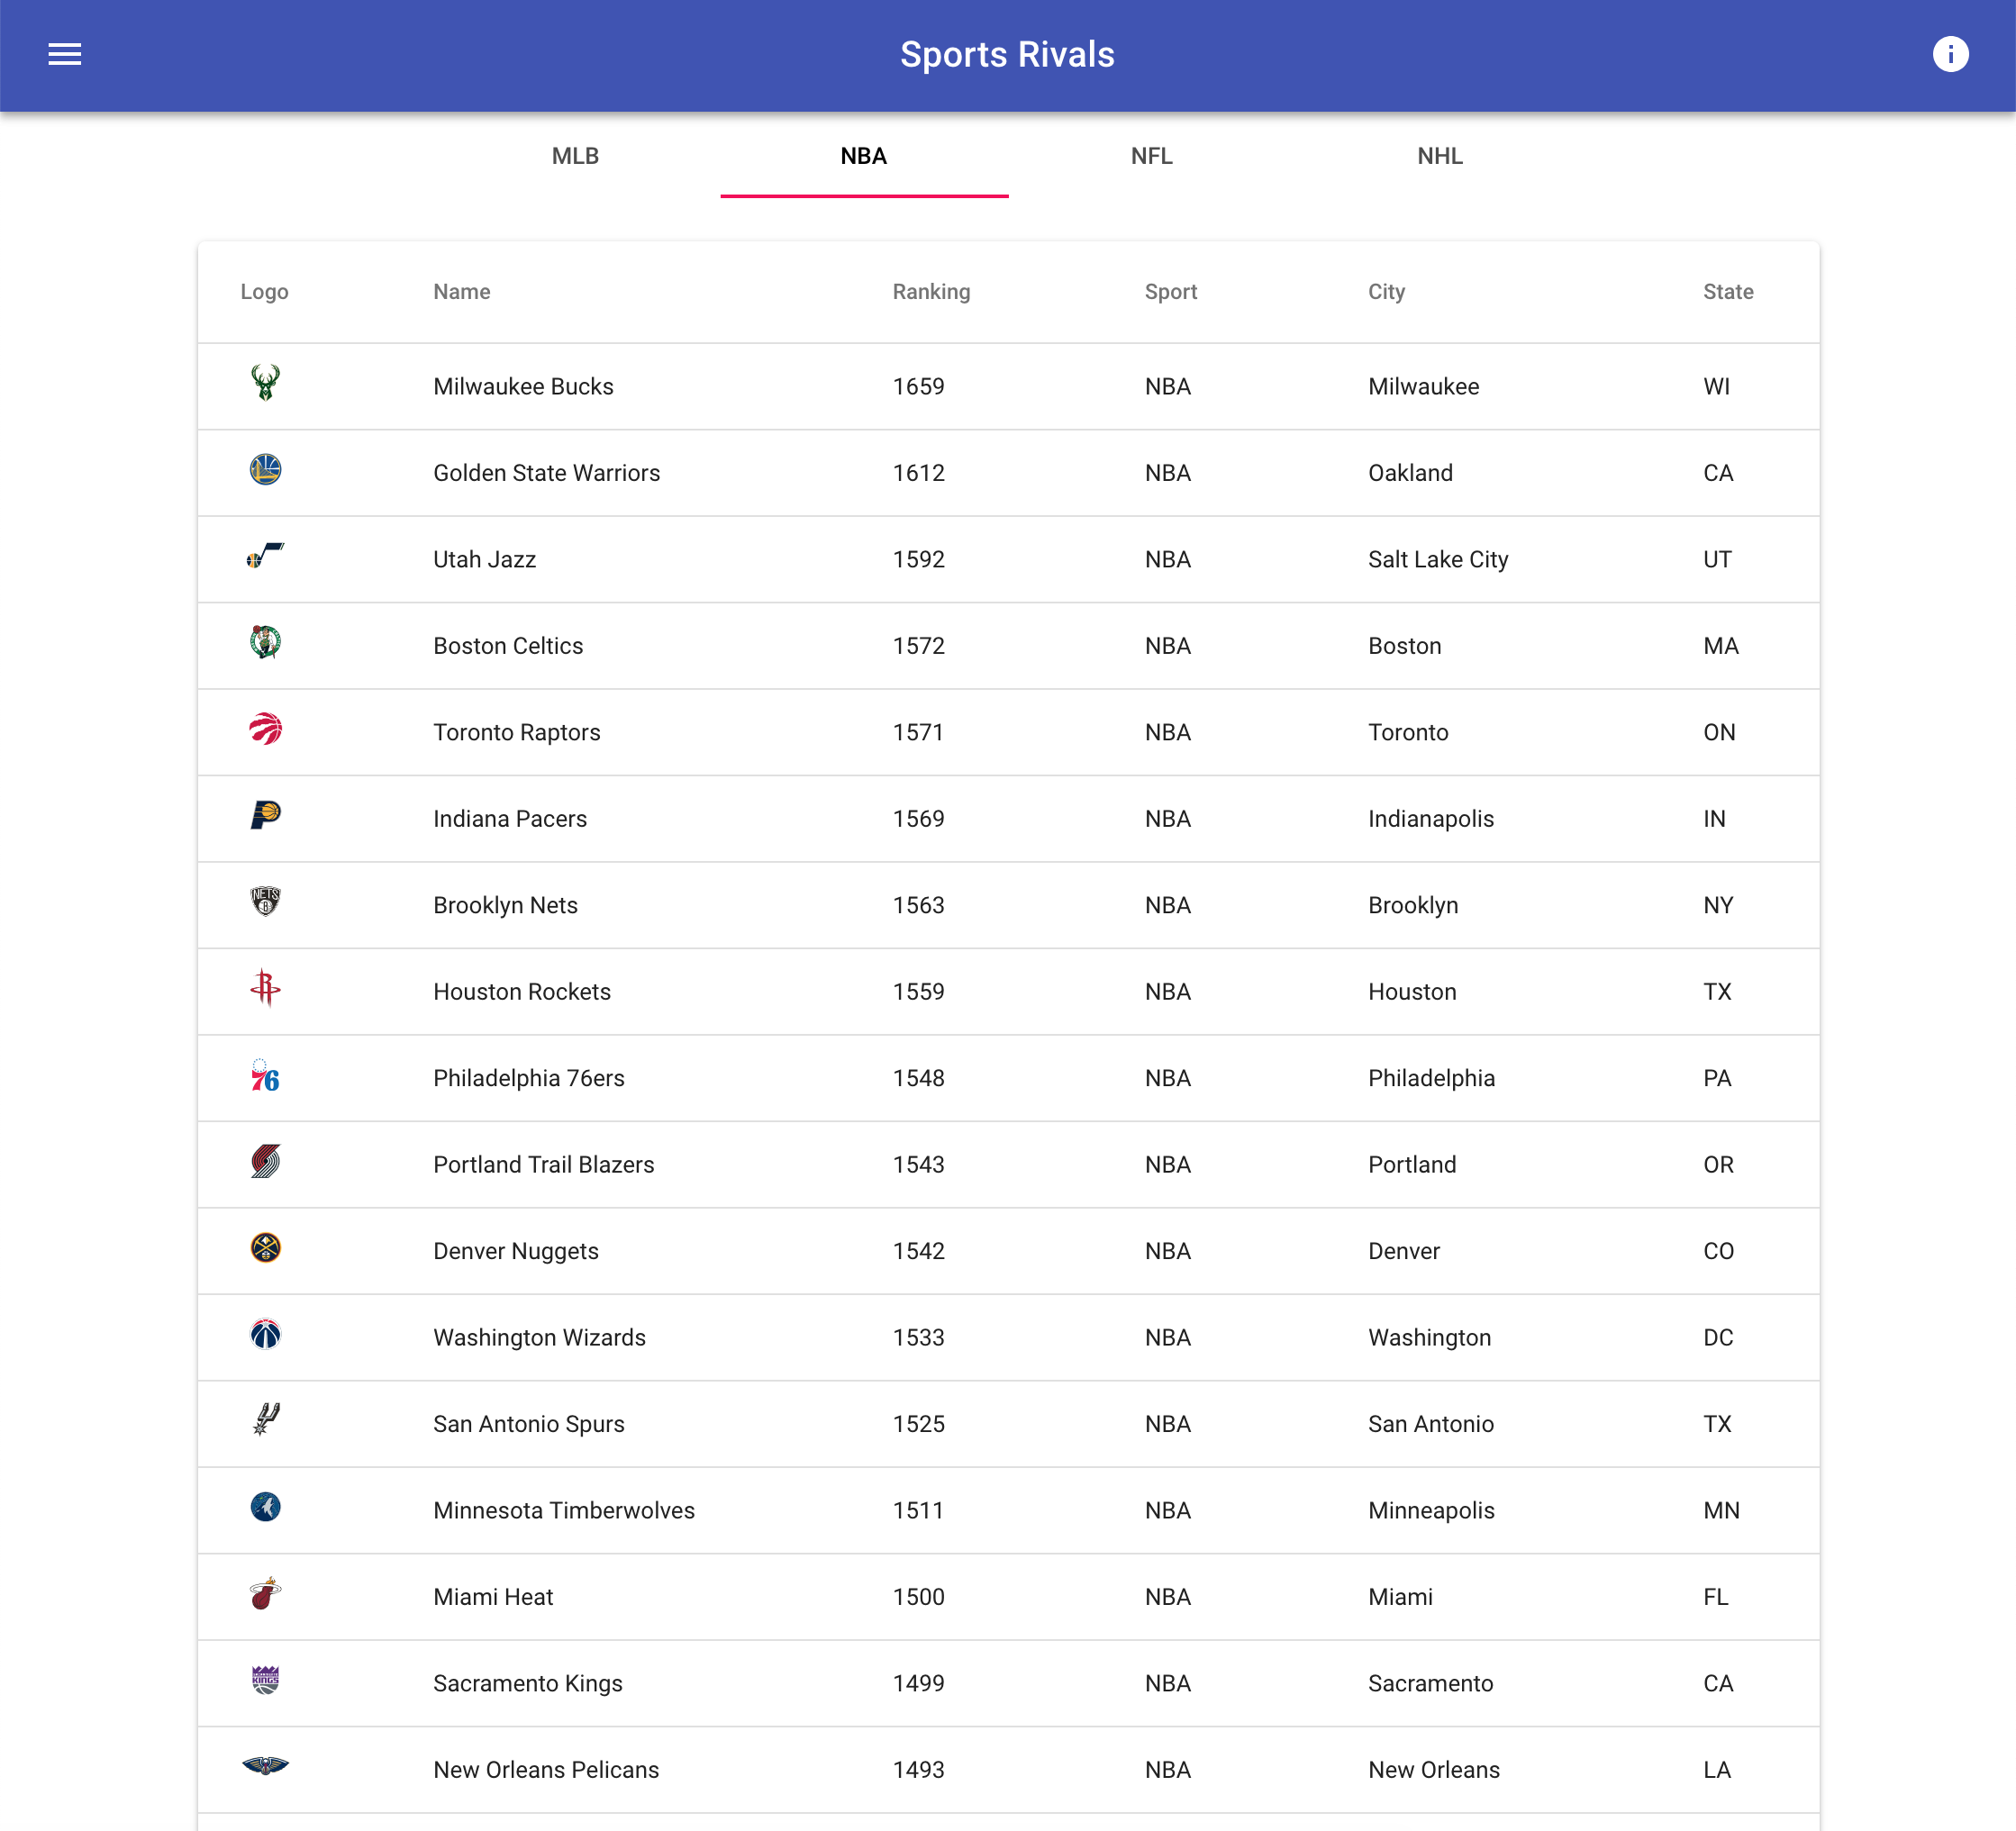 Sports Rivals
MLB NBA NFL NHL
Logo Name Ranking Sport City State
Milwaukee Bucks 1659 NBA Milwaukee WI
Golden State Warriors 1612 NBA Oakland CA
Utah Jazz 1592 NBA Salt Lake City UT
Boston Celtics 1572 NBA Boston MA
Toronto Raptors 1571 NBA Toronto ON
Indiana Pacers 1569 NBA Indianapolis IN
NETS Brooklyn Nets 1563 NBA Brooklyn NY
Houston Rockets 1559 NBA Houston TX
76 Philadelphia 76ers 1548 NBA Philadelphia PA
Portland Trail Blazers 1543 NBA Portland OR
Denver Nuggets 1542 NBA Denver CO
Washington Wizards 1533 NBA Washington DC
San Antonio Spurs 1525 NBA San Antonio TX
Minnesota Timberwolves 1511 NBA Minneapolis MN
Miami Heat 1500 NBA Miami FL
KINGS Sacramento Kings 1499 NBA Sacramento CA
New Orleans Pelicans 1493 NBA New Orleans LA